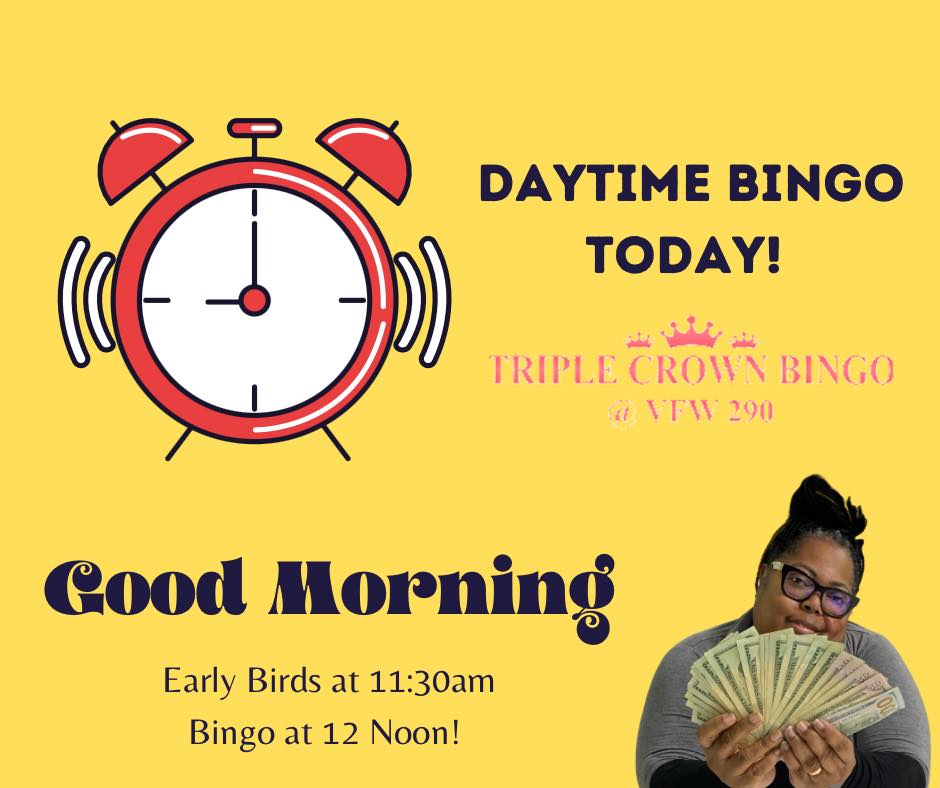 DAYTIME BINGO
TODAY!
TRIPLE CROWN BINGO
@ VFW 290
Good Morning
Early Birds at 11:30am
Bingo at 12 Noon!